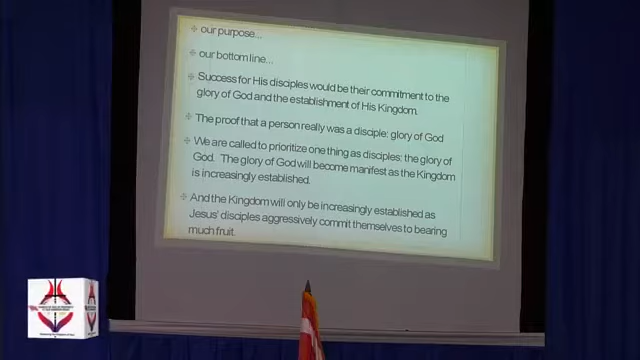 our purpose...
our bottom line...
Success for His disciples would be their commitment to the
glory of God and the establishment of His Kingdom.
The proof that a person really was a disciple: glory of God
We are called to prioritize one thing as disciples: the glory of
God. The glory of God will become manifest as the Kingdom
is increasingly established.
And the Kingdom will only be increasingly established as
Jesus' disciples aggressively commit themselves to bearing
much fruit.